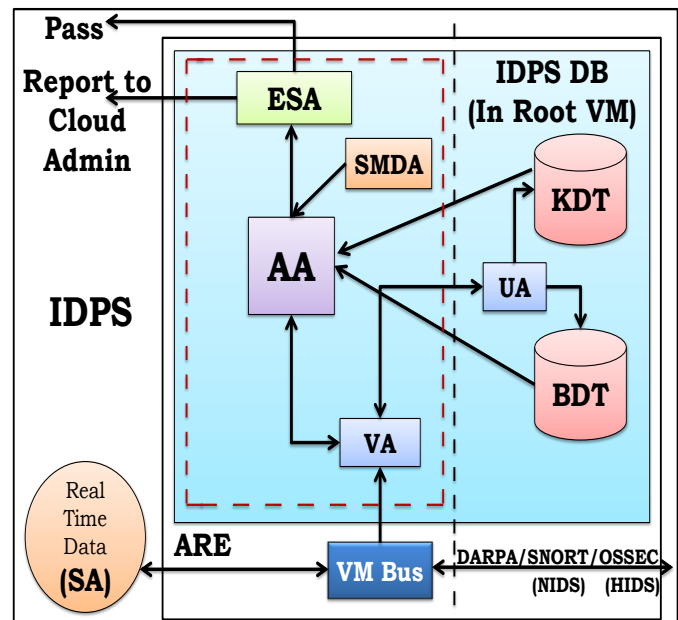 Pass
Report to
Cloud
Admin
IDPS
ESA
SMDA
AA
VA
IDPS DB
(In Root VM)
KDT
UA
BDT
Real
Time
Data
(SA)
ARE
VM Bus
DARPA/SNORT/OSSEC
(NIDS) (HIDS)